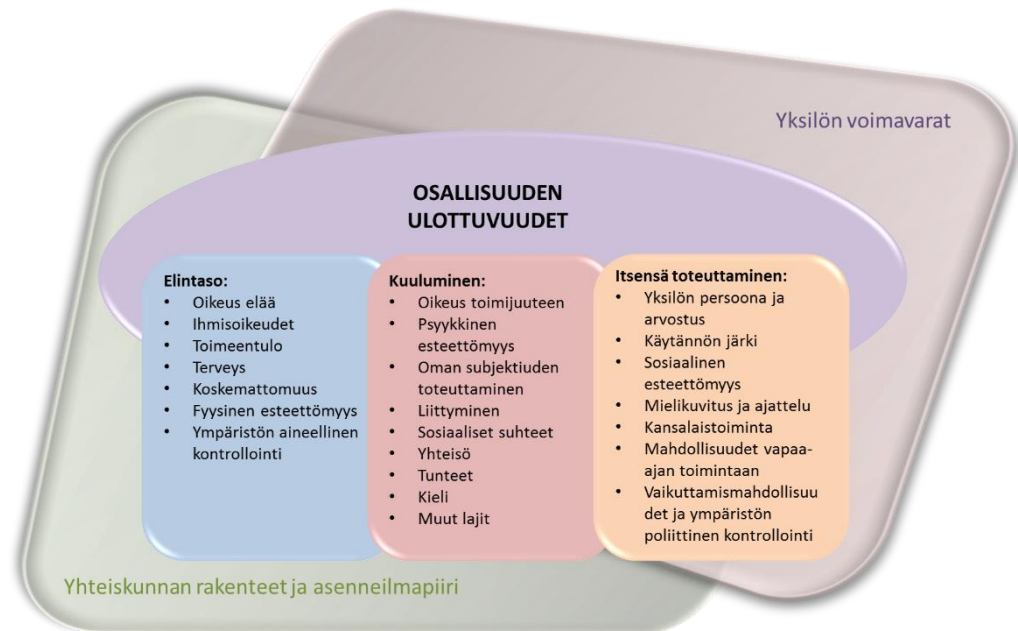 Yksilön voimavarat
OSALLISUUDEN
ULOTTUVUUDET
Elintaso:
• Oikeus elää
• Ihmisoikeudet
• Toimeentulo
• Terveys
• Koskemattomuus
• Fyysinen esteettömyys
• Ympäristön aineellinen
kontrollointi
Kuuluminen:
• Oikeus toimijuuteen
• Psyykkinen
esteettömyys
• Oman subjektiuden
toteuttaminen
• Liittyminen
• Sosiaaliset suhteet
• Yhteisö
• Tunteet
• Kieli
• Muut lajit
Itsensä toteuttaminen:
• Yksilön persoona ja
arvostus
• Käytännön järki
• Sosiaalinen
esteettömyys
• Mielikuvitus ja ajattelu
• Kansalaistoiminta
• Mahdollisuudet vapaa-
ajan toimintaan
• Vaikuttamismahdollisuu
det ja ympäristön
poliittinen kontrollointi
Yhteiskunnan rakenteet ja asenneilmapiiri